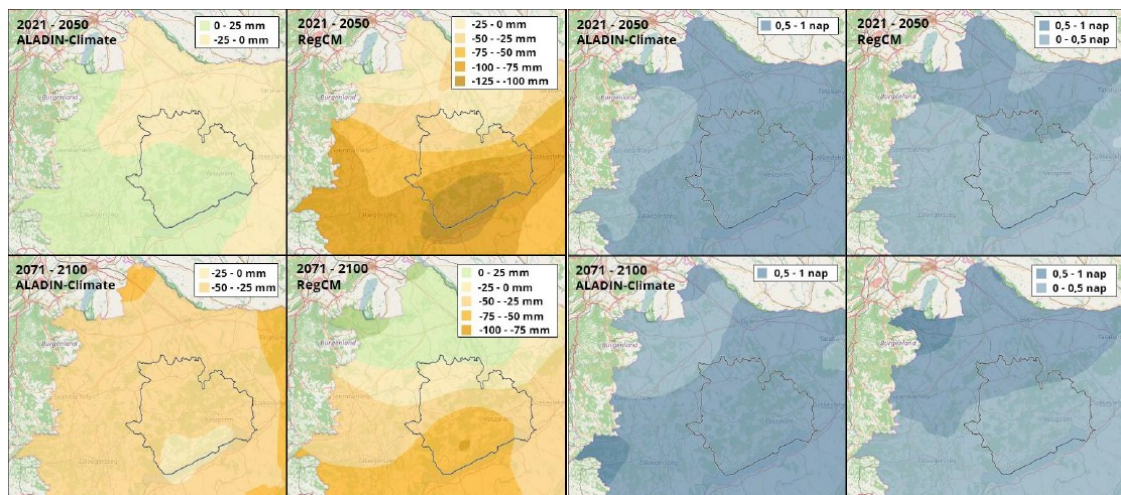 2021 - 2050
ALADIN-Climate
0 - 25 mm
-25 - 0 mm
Burgenland
2021 - 2050
RegCM
-25 - 0 mm
-50 - -25 mm
-75 - -50 mm
-100 - -75 mm
-125 - -100 mm
2021 - 2050
ALADIN-Climate
0,5 - 1 nap
Burgenland
2021 - 2050
RegCM
0,5 - 1 nap
0 - 0,5 nap
Burgenland
2071 - 2100
ALADIN-Climate
-25 - 0 mm
-50 - -25 mm
Burgenland
2071 - 2100
RegCM
0 - 25 mm
-25 - 0 mm
-50 - -25 mm
-75 - -50 mm
-100 - -75 mm
Burgenland
2071 - 2100
ALADIN-Climate
0,5 - 1 nap
Burgenland
2071 - 2100
RegCM
0,5 - 1 nap
0 - 0,5 nap
Burgenland